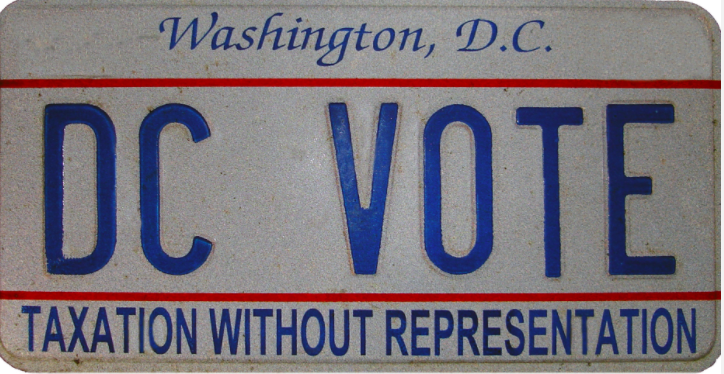 Washington, D.C.
DC VOTE
TAXATION WITHOUT REPRESENTATION